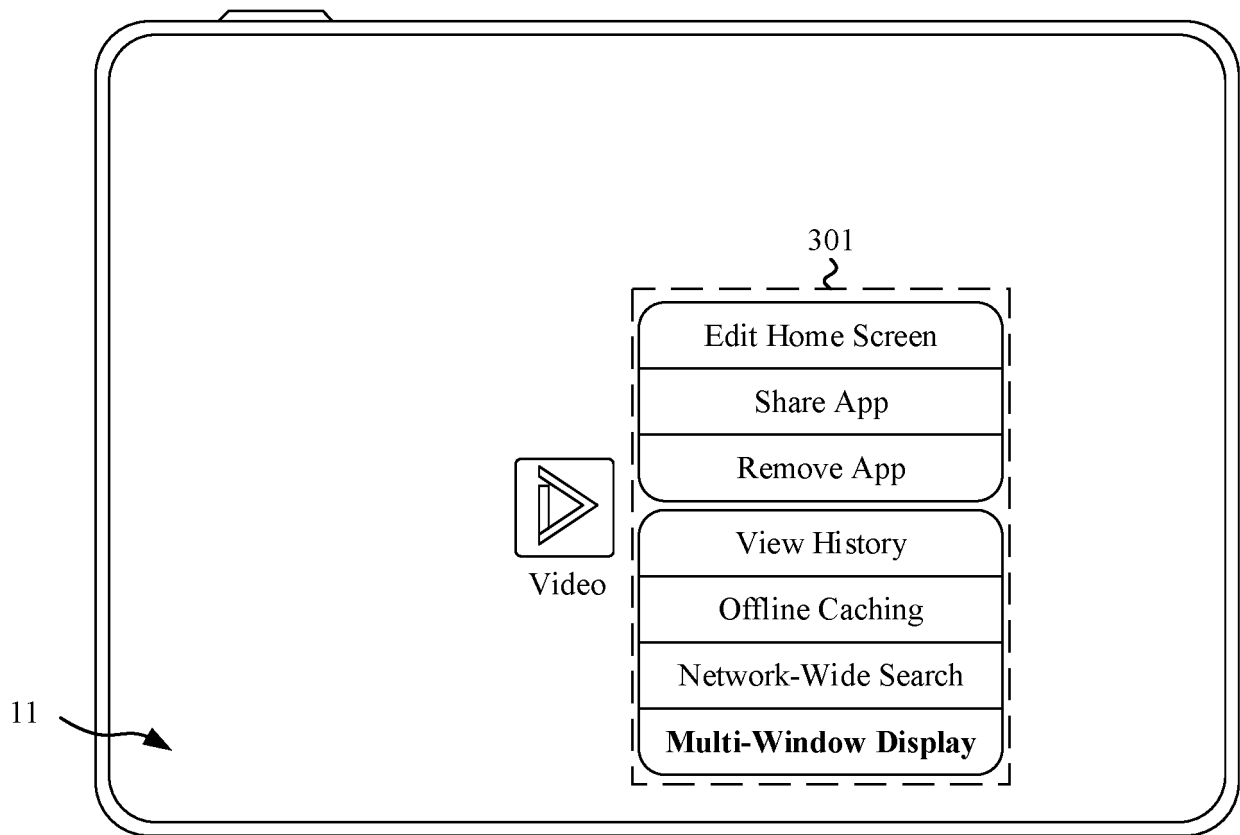 301
Edit Home Screen
Share App
Remove App
View History
Video
Offline Caching
Network-Wide Search
11
Multi-Window Display